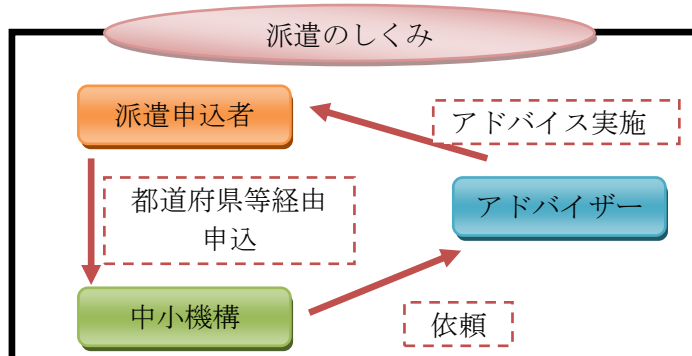 派遣のしくみ
派遣申込者
アドバイス実施
都道府県等経由
申込
アドバイザー
中小機構
依頼